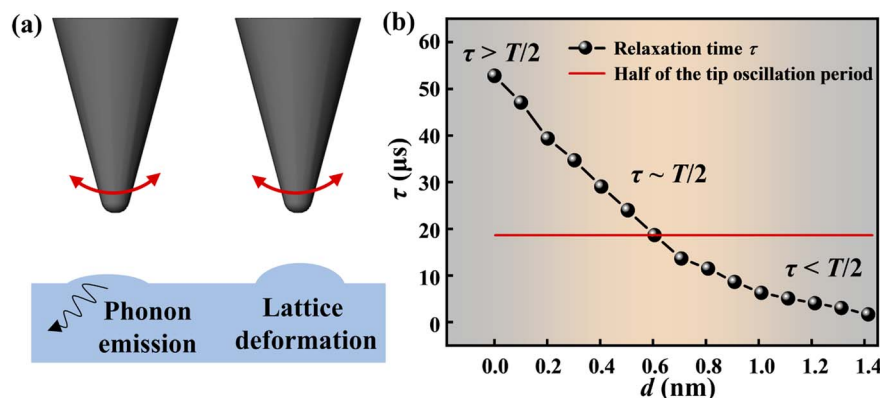 (a)
Phonon
emission
Lattice
deformation
(b)
60
50
40
30
20
10
0
τ (μs)
τ > T/2
Relaxation time τ
Half of the tip oscillation period
τ ~ T/2
τ < T/2
0.0 0.2 0.4 0.6 0.8 1.0 1.2 1.4
d (nm)